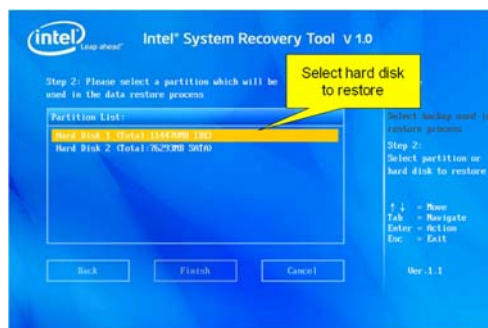 intel
Leap ahead™
Intel® System Recovery Tool V 1.0
Step 2: Please select a partition which will be
used in the data restore process
Select hard disk
to restore
Partition List:
Hard Disk 1 (Total:114470MB IDE)
Hard Disk 2 (Total:76293MB SATA)
Select backup used in
restore process
Step 2:
Select partition or
hard disk to restore
↑ ↓ = Move
Tab = Navigate
Enter = Action
Esc = Exit
Back
Finish
Cancel
Ver.1.1